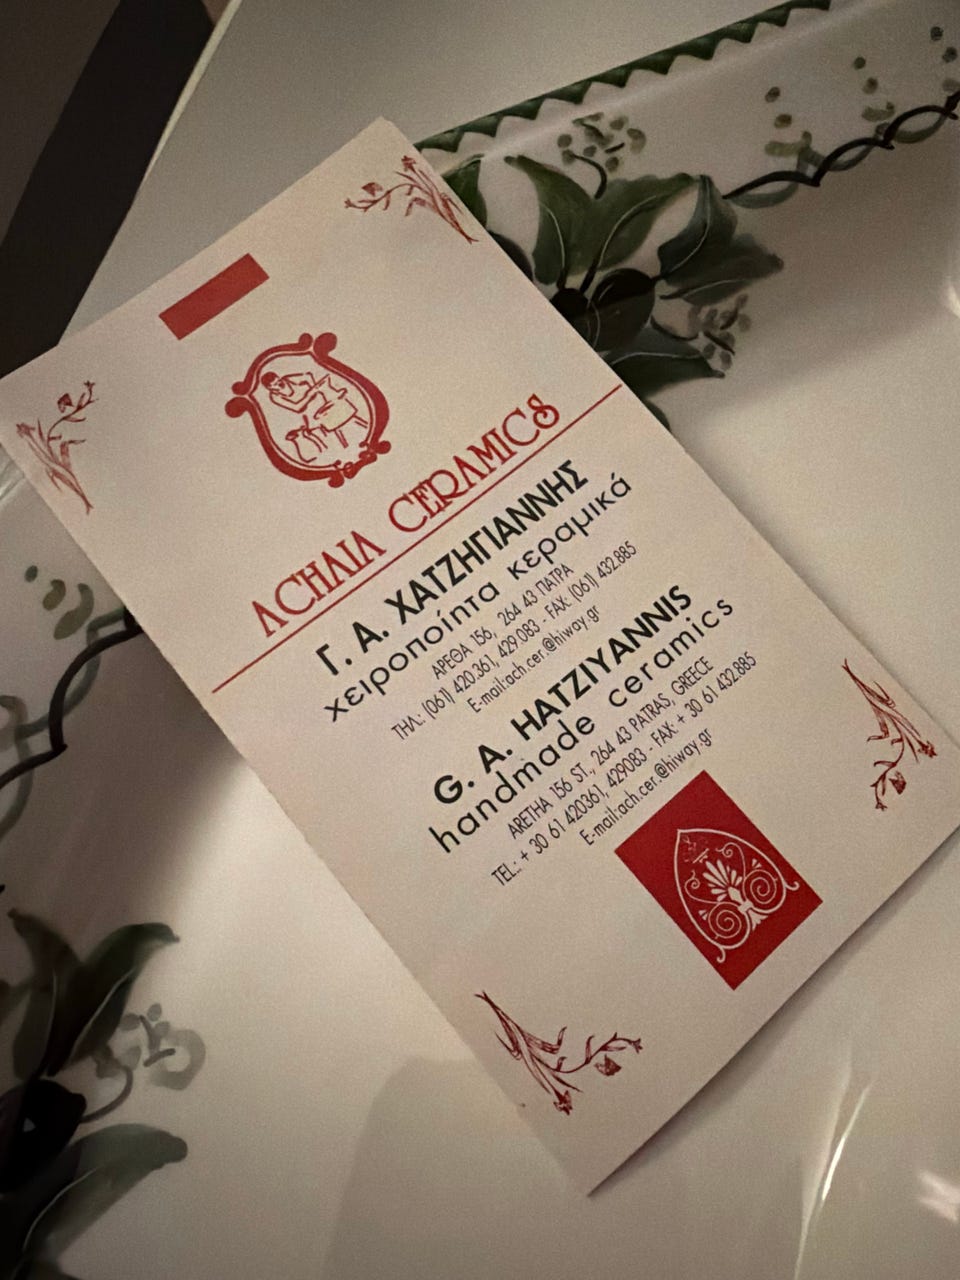 ACHAIA CERAMICS
Γ. Α. ΧΑΤΖΗΓΙΑΝΝΗΣ
χειροποίητα κεραμικά
ΑΡΕΘΑ 156, 264 43 ΠΑΤΡΑ
ΤΗΛ.: (061) 420.361, 429.083 - FAX: (061) 432.885
E-mail:ach.cer.@hiway.gr
G. A. HATZIYANNIS
handmade ceramics
ARETHA 156 ST., 264 43 PATRAS, GREECE
TEL.: + 30 61 420361, 429083 - FAX: + 30 61 432.885
E-mail:ach.cer.@hiway.gr